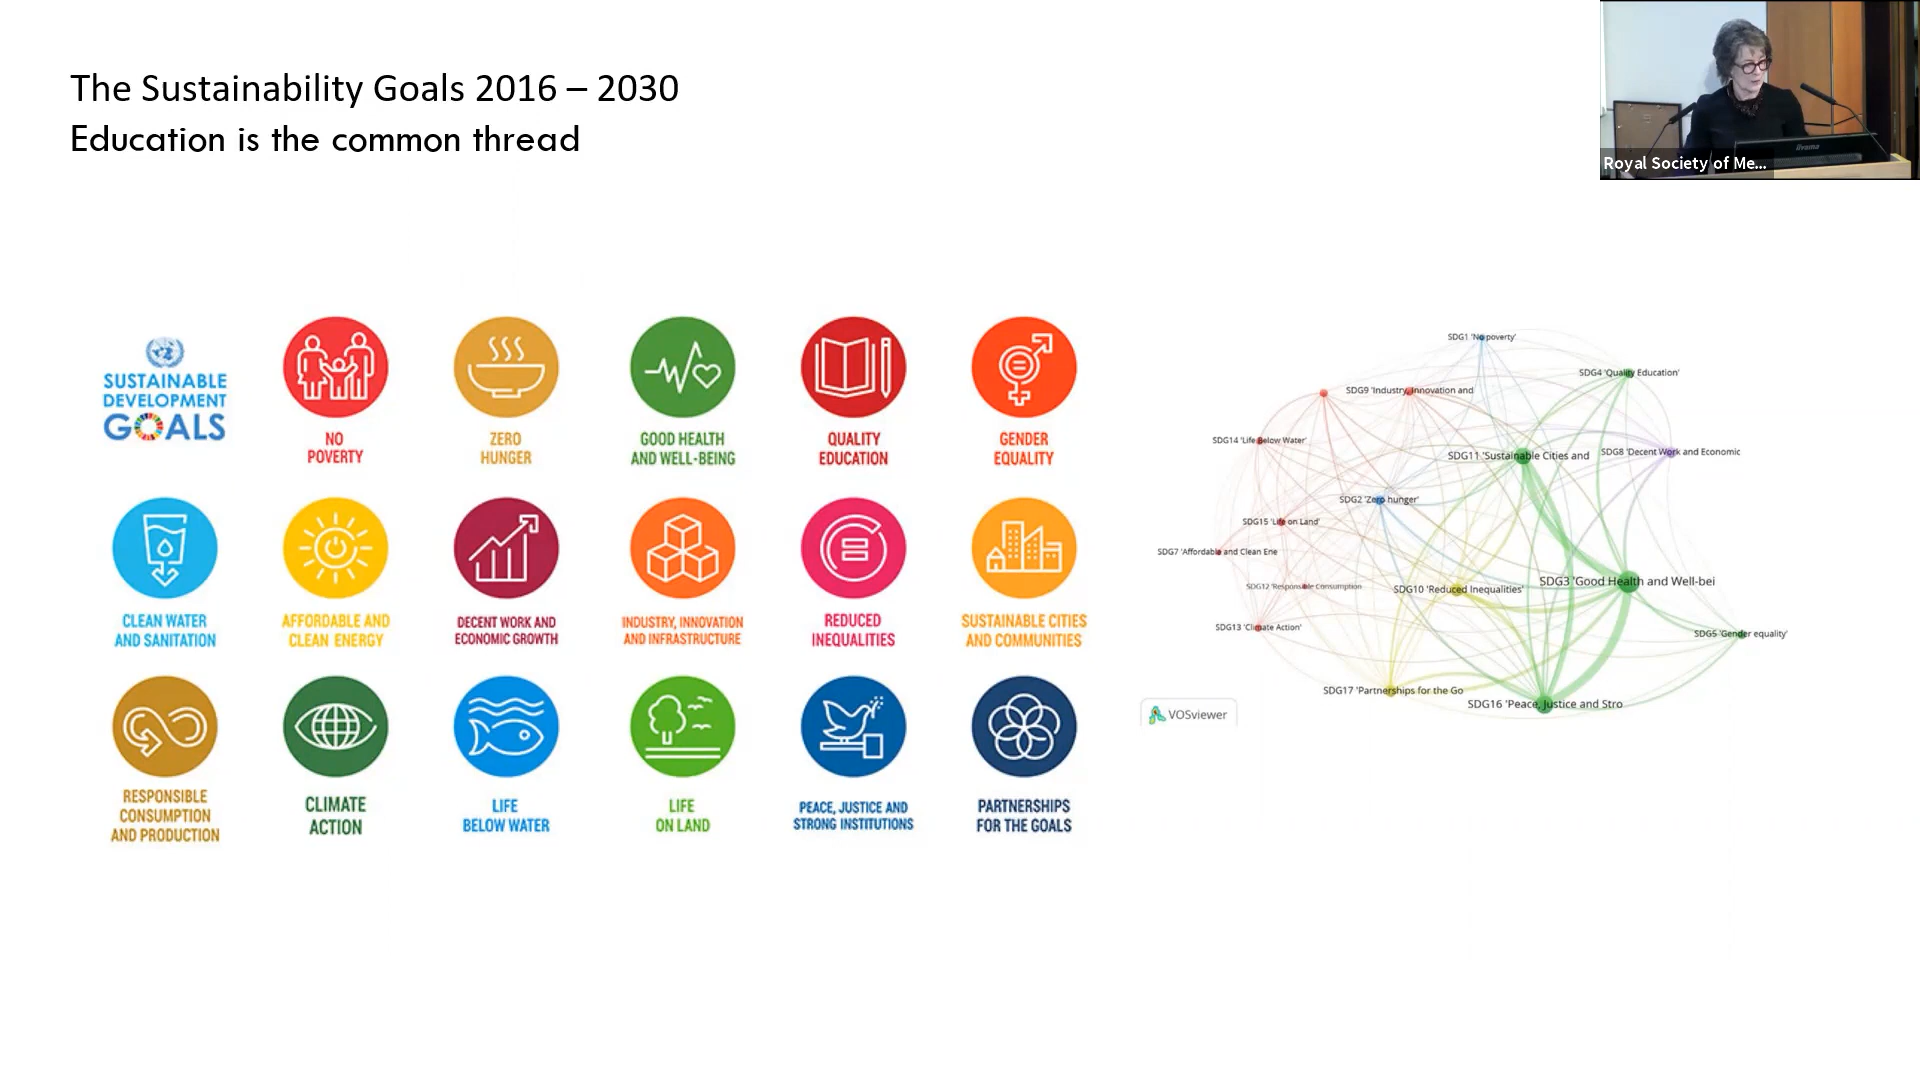 The Sustainability Goals 2016 – 2030
Education is the common thread
Royal Society of Me...
SUSTAINABLE
DEVELOPMENT
GOALS
NO
POVERTY
ZERO
HUNGER
GOOD HEALTH
AND WELL-BEING
QUALITY
EDUCATION
GENDER
EQUALITY
CLEAN WATER
AND SANITATION
AFFORDABLE AND
CLEAN ENERGY
DECENT WORK AND
ECONOMIC GROWTH
INDUSTRY, INNOVATION
AND INFRASTRUCTURE
REDUCED
INEQUALITIES
SUSTAINABLE CITIES
AND COMMUNITIES
RESPONSIBLE
CONSUMPTION
AND PRODUCTION
CLIMATE
ACTION
LIFE
BELOW WATER
LIFE
ON LAND
PEACE, JUSTICE AND
STRONG INSTITUTIONS
PARTNERSHIPS
FOR THE GOALS
SDG1 'No poverty'
SDG4 'Quality Education'
SDG9 'Industry, Innovation and
SDG14 'Life Below Water'
SDG11 'Sustainable Cities and
SDG8 'Decent Work and Economic
SDG2 'Zero hunger'
SDG15 'Life on Land'
SDG7 'Affordable and Clean Ene
SDG3 'Good Health and Well-bei
SDG12 'Responsible Consumption
SDG10 'Reduced Inequalities'
SDG13 'Climate Action'
SDG5 'Gender equality'
SDG17 'Partnerships for the Go
SDG16 'Peace, Justice and Stro
VOSviewer
iiyama